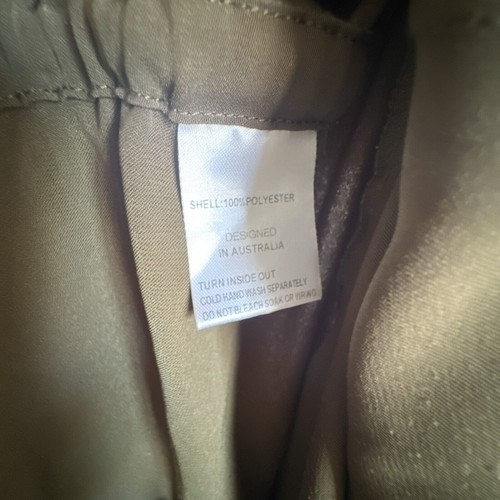 SHELL:100%POLYESTER
DESIGNED
IN AUSTRALIA
TURN INSIDE OUT
COLD HAND WASH SEPARATELY
DO NOT BLEACH SOAK OR WRING